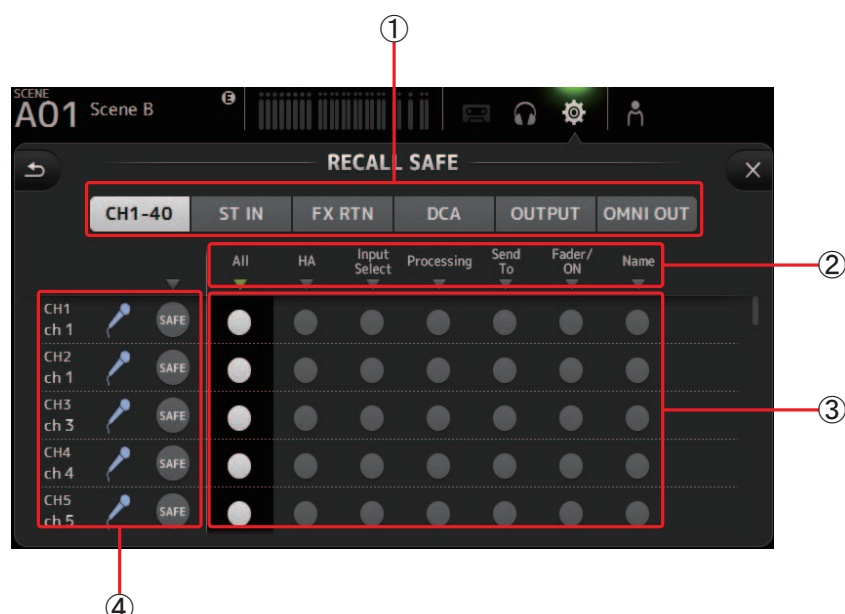 ①
SCENE
A01 Scene B E
RECALL SAFE
CH1-40 ST IN FX RTN DCA OUTPUT OMNI OUT
All HA Input Select Processing Send To Fader/ON Name
②
CH1
ch 1 SAFE
CH2
ch 1 SAFE
CH3
ch 3 SAFE
③
CH4
ch 4 SAFE
CH5
ch 5 SAFE
④